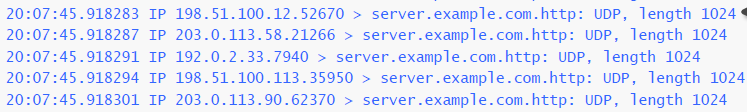 20:07:45.918283 IP 198.51.100.12.52670 > server.example.com.http: UDP, length 1024
20:07:45.918287 IP 203.0.113.58.21266 > server.example.com.http: UDP, length 1024
20:07:45.918291 IP 192.0.2.33.7940 > server.example.com.http: UDP, length 1024
20:07:45.918294 IP 198.51.100.113.35950 > server.example.com.http: UDP, length 1024
20:07:45.918301 IP 203.0.113.90.62370 > server.example.com.http: UDP, length 1024